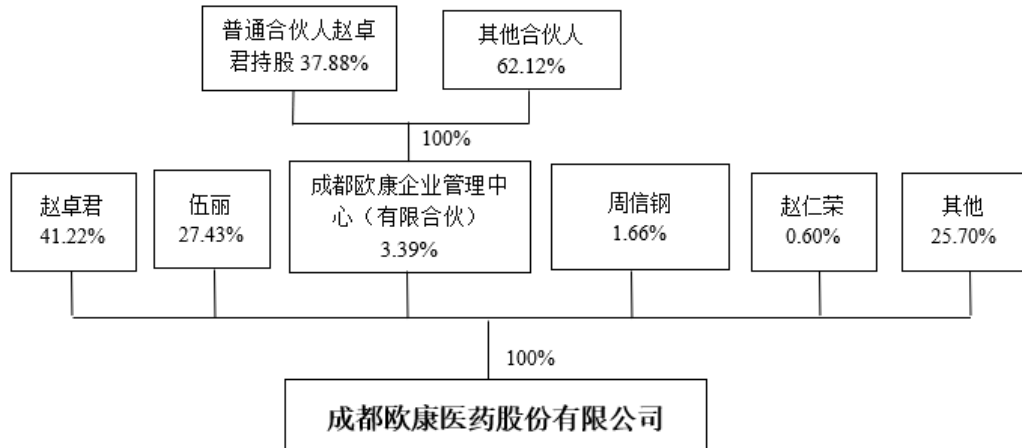 普通合伙人赵卓
君持股 37.88%
其他合伙人
62.12%
100%
赵卓君
41.22%
伍丽
27.43%
成都欧康企业管理中
心（有限合伙）
3.39%
周信钢
1.66%
赵仁荣
0.60%
其他
25.70%
100%
成都欧康医药股份有限公司